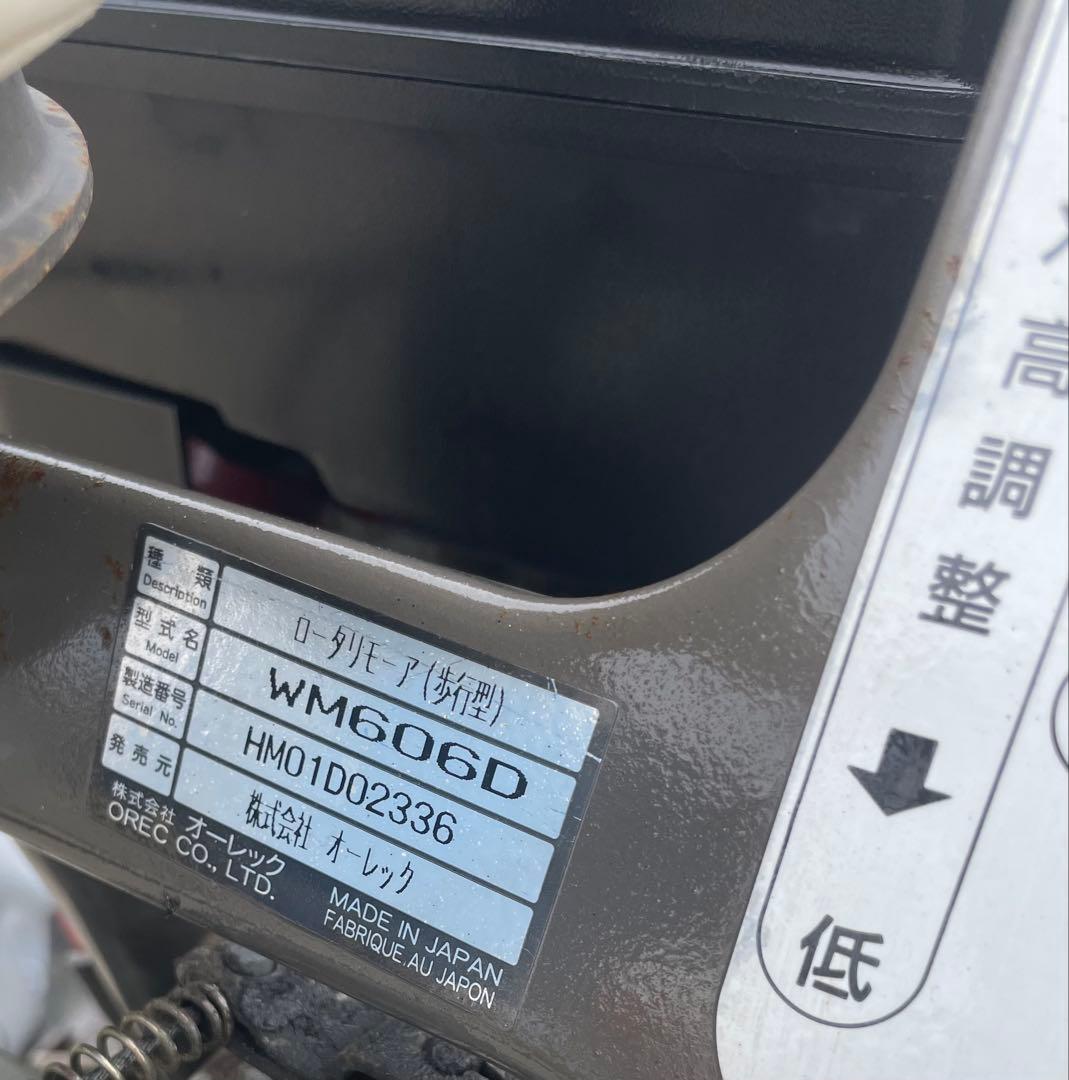 種類
Description
ロータリモーア(歩行型)
型式名
Model
WM606D
製造番号
Serial No.
HM01D02336
発売元
株式会社 オーレック
株式会社 オーレック
OREC CO., LTD.
MADE IN JAPAN
FABRIQUE AU JAPON
高調整
低